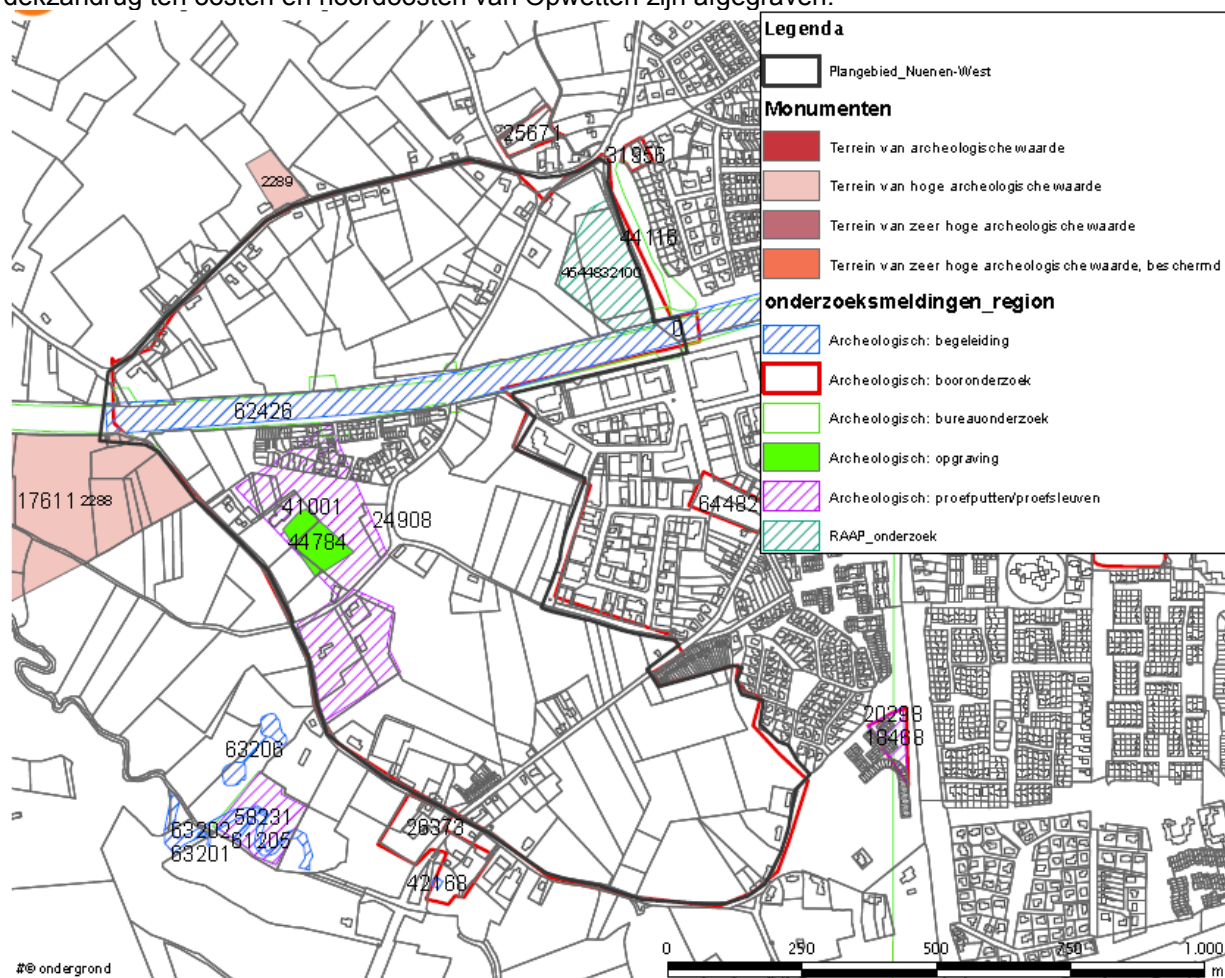 dekzandrug ten oosten en noordoosten van Opwetten zijn afgegraven.
Legenda
Plangebied_Nuenen-West
Monumenten
Terrein van archeologische waarde
Terrein van hoge archeologische waarde
Terrein van zeer hoge archeologische waarde
Terrein van zeer hoge archeologische waarde, beschermd
onderzoeksmeldingen_region
Archeologisch: begeleiding
Archeologisch: booronderzoek
Archeologisch: bureauonderzoek
Archeologisch: opgraving
Archeologisch: proefputten/proefsleuven
RAAP_onderzoek
25671
31956
2289
44116
4544832100
62426
17611 2288
41001
24908
44784
64482
20298
18468
63206
58231
63202
61205
63201
26373
42168
0 250 500 750 1.000
m
#© ondergrond